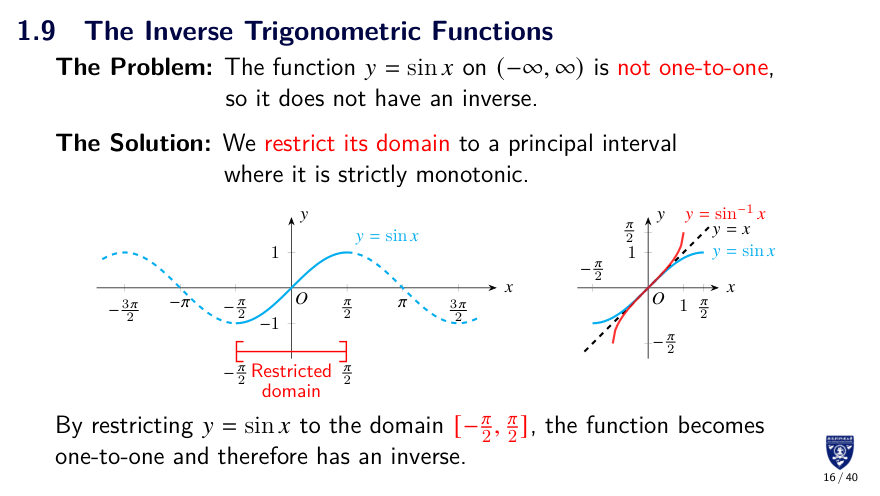 1.9 The Inverse Trigonometric Functions
The Problem: The function y = sin x on (−∞, ∞) is not one-to-one,
so it does not have an inverse.
The Solution: We restrict its domain to a principal interval
where it is strictly monotonic.
y
y = sin x
1
x
−3π/2
−π
−π/2
O
π/2
π
3π/2
−1
−π/2 Restricted π/2
domain
y
y = sin⁻¹ x
π/2
y = x
1
y = sin x
−π/2
x
O
1
π/2
−π/2
By restricting y = sin x to the domain [−π/2, π/2], the function becomes
one-to-one and therefore has an inverse.
16 / 40